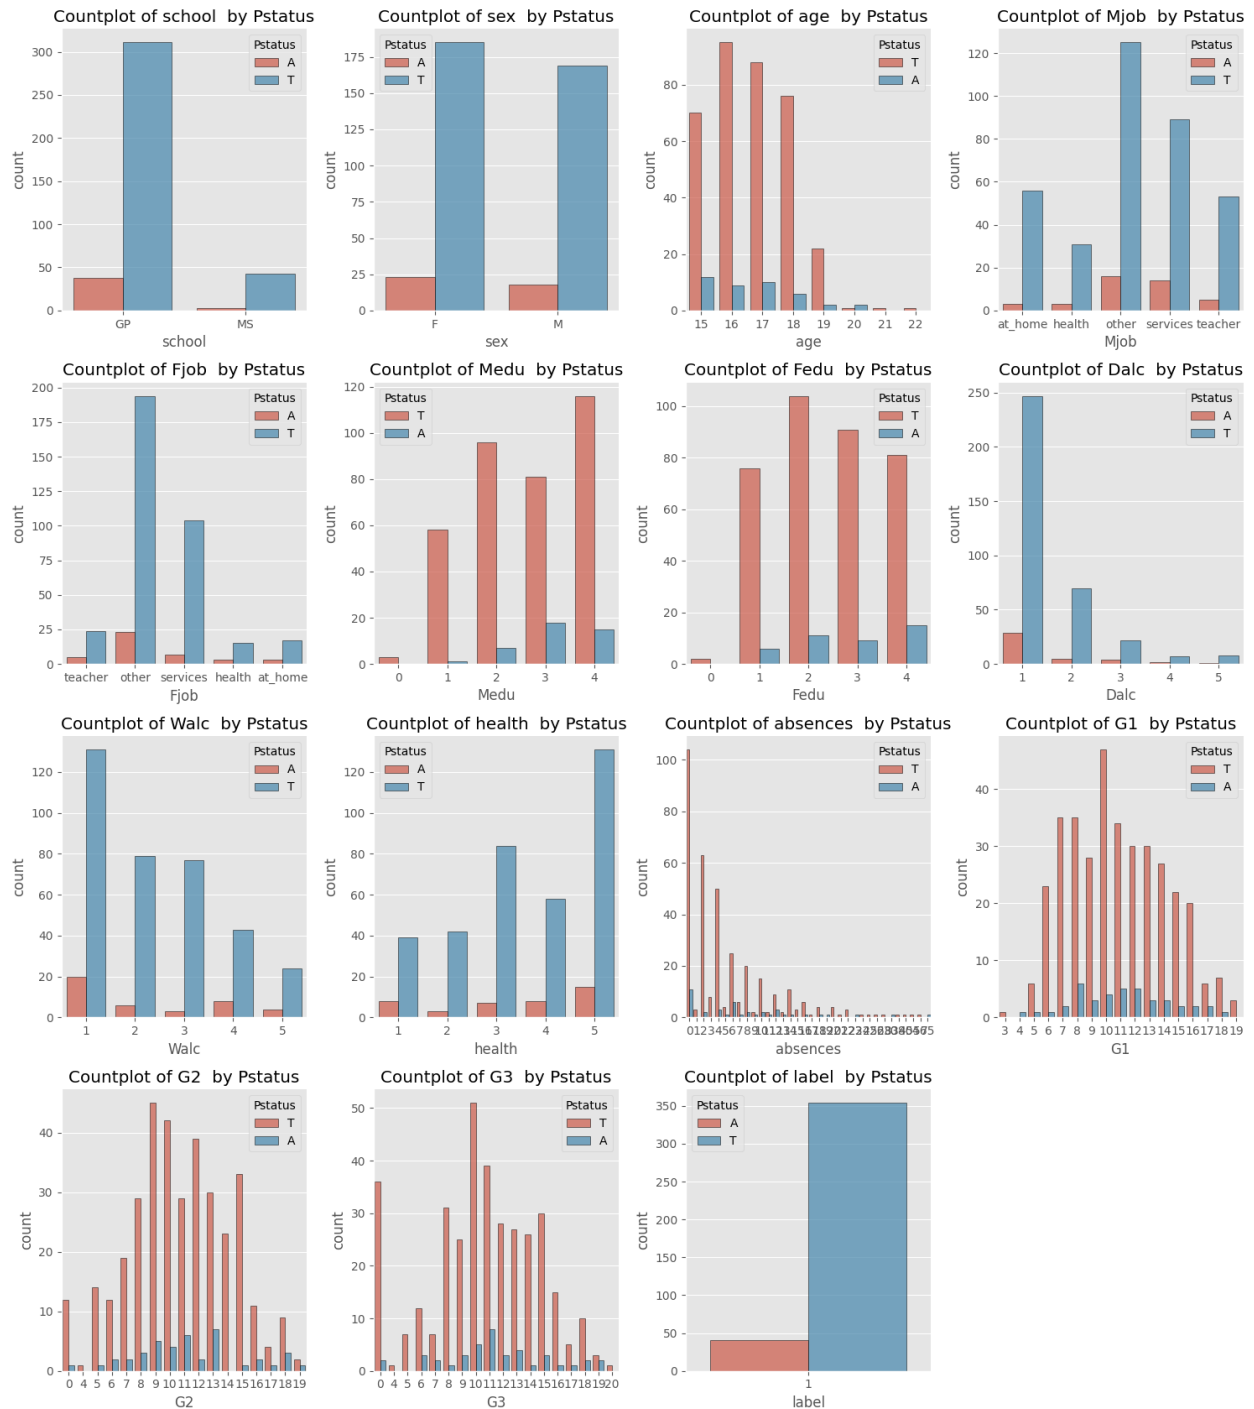 Countplot of school  by Pstatus
Pstatus
A
T
300
250
200
150
100
50
0
count
GP MS
school
Countplot of sex  by Pstatus
Pstatus
A
T
175
150
125
100
75
50
25
0
count
F M
sex
Countplot of age  by Pstatus
Pstatus
T
A
80
60
40
20
0
count
15 16 17 18 19 20 21 22
age
Countplot of Mjob  by Pstatus
Pstatus
A
T
120
100
80
60
40
20
0
count
at_home health other services teacher
Mjob
Countplot of Fjob  by Pstatus
Pstatus
A
T
200
175
150
125
100
75
50
25
0
count
teacher other services health at_home
Fjob
Countplot of Medu  by Pstatus
Pstatus
T
A
120
100
80
60
40
20
0
count
0 1 2 3 4
Medu
Countplot of Fedu  by Pstatus
Pstatus
T
A
100
80
60
40
20
0
count
0 1 2 3 4
Fedu
Countplot of Dalc  by Pstatus
Pstatus
A
T
250
200
150
100
50
0
count
1 2 3 4 5
Dalc
Countplot of Walc  by Pstatus
Pstatus
A
T
120
100
80
60
40
20
0
count
1 2 3 4 5
Walc
Countplot of health  by Pstatus
Pstatus
A
T
120
100
80
60
40
20
0
count
1 2 3 4 5
health
Countplot of absences  by Pstatus
Pstatus
T
A
100
80
60
40
20
0
count
absences
Countplot of G1  by Pstatus
Pstatus
T
A
40
30
20
10
0
count
3 4 5 6 7 8 9 10 11 12 13 14 15 16 17 18 19
G1
Countplot of G2  by Pstatus
Pstatus
T
A
40
30
20
10
0
count
0 4 5 6 7 8 9 10 11 12 13 14 15 16 17 18 19
G2
Countplot of G3  by Pstatus
Pstatus
T
A
50
40
30
20
10
0
count
0 4 5 6 7 8 9 10 11 12 13 14 15 16 17 18 19 20
G3
Countplot of label  by Pstatus
Pstatus
A
T
350
300
250
200
150
100
50
0
count
1
label